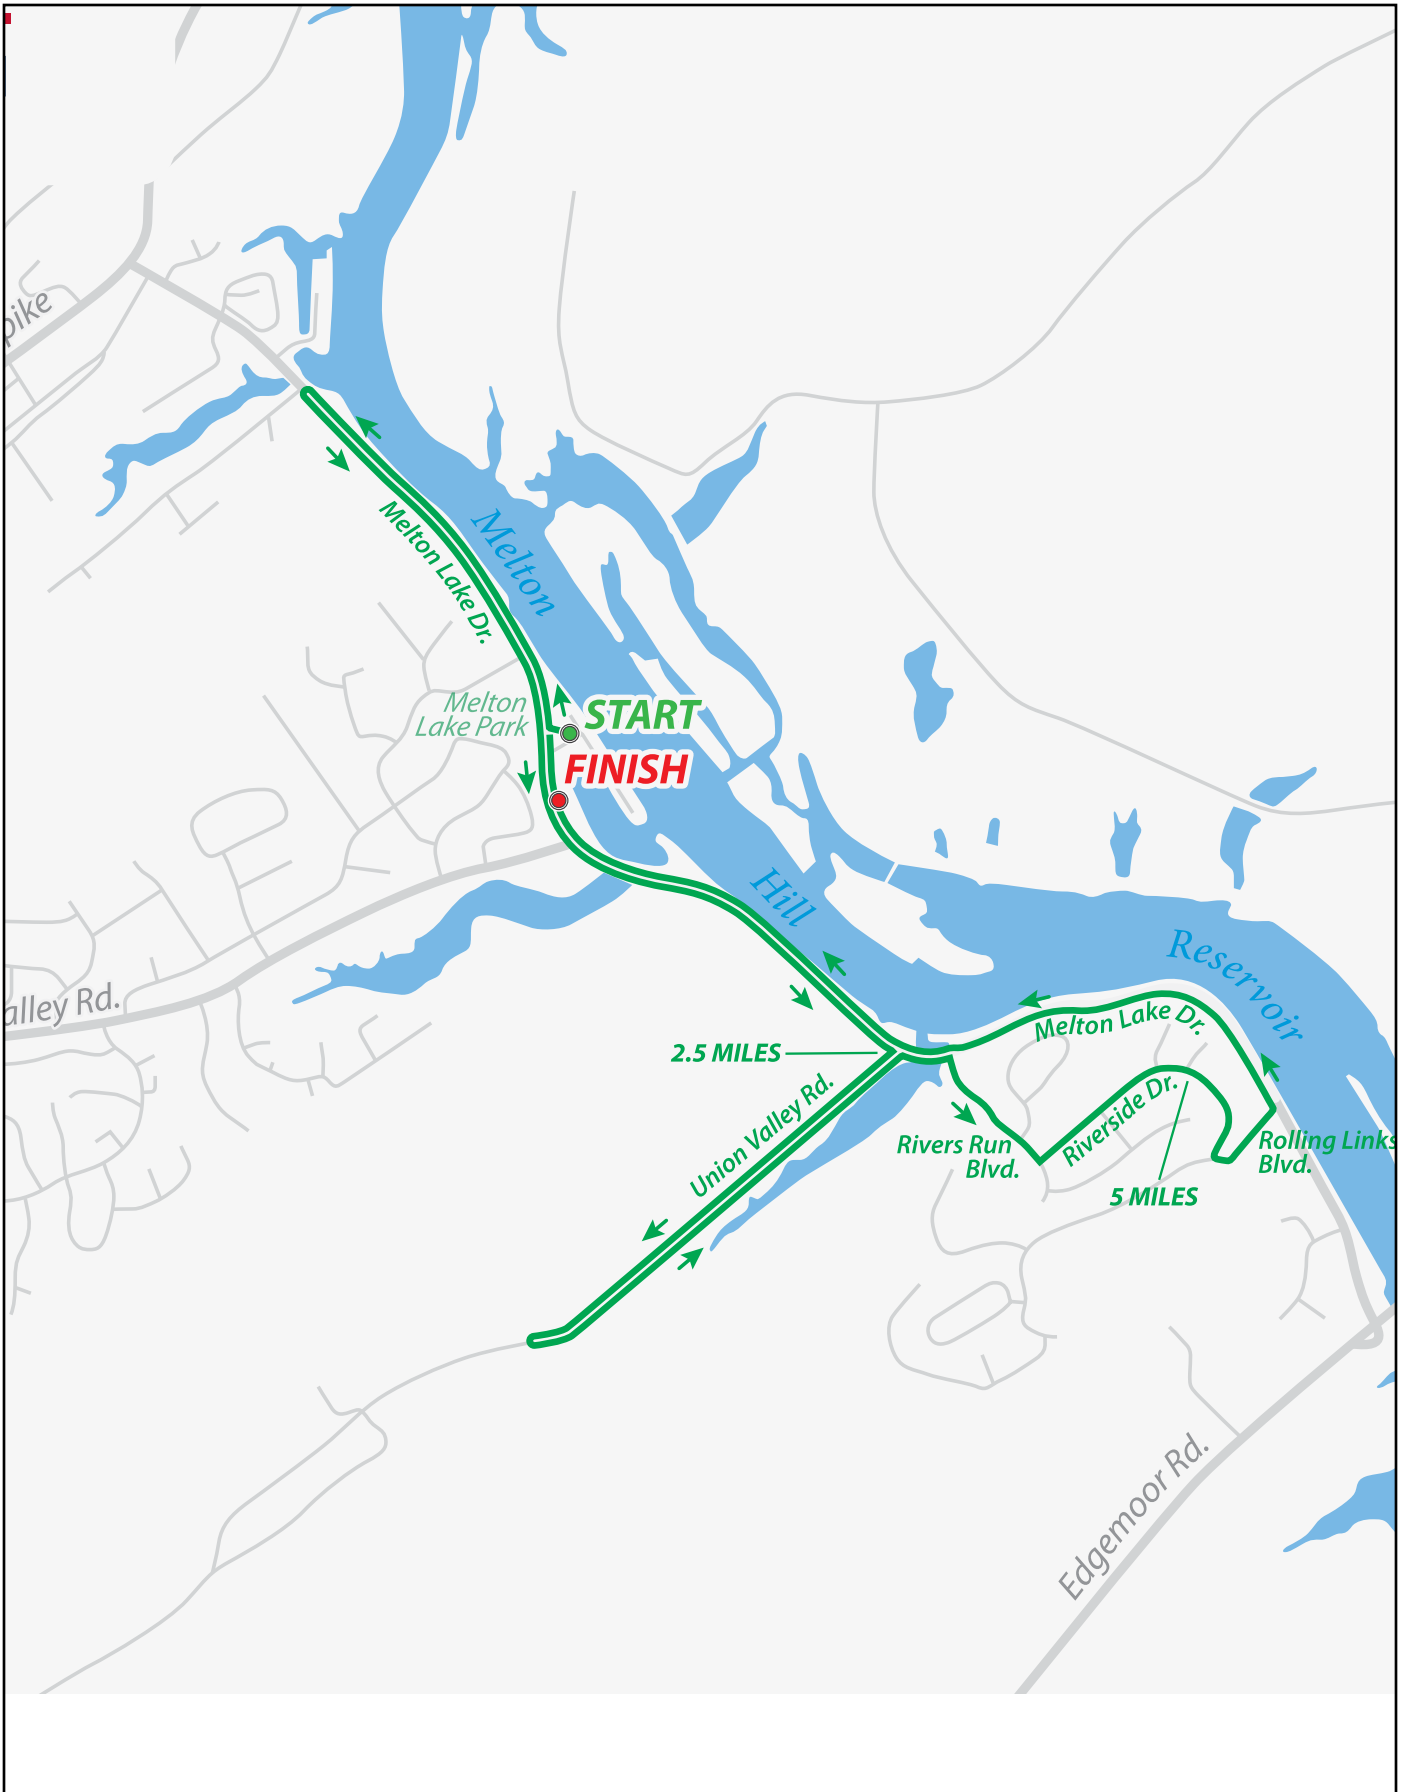 pike
Melton
Melton Lake Dr.
Melton
Lake Park
START
FINISH
Hill
Reservoir
alley Rd.
Melton Lake Dr.
2.5 MILES
Union Valley Rd.
Riverside Dr.
Rivers Run
Blvd.
Rolling Links
Blvd.
5 MILES
Edgemoor Rd.